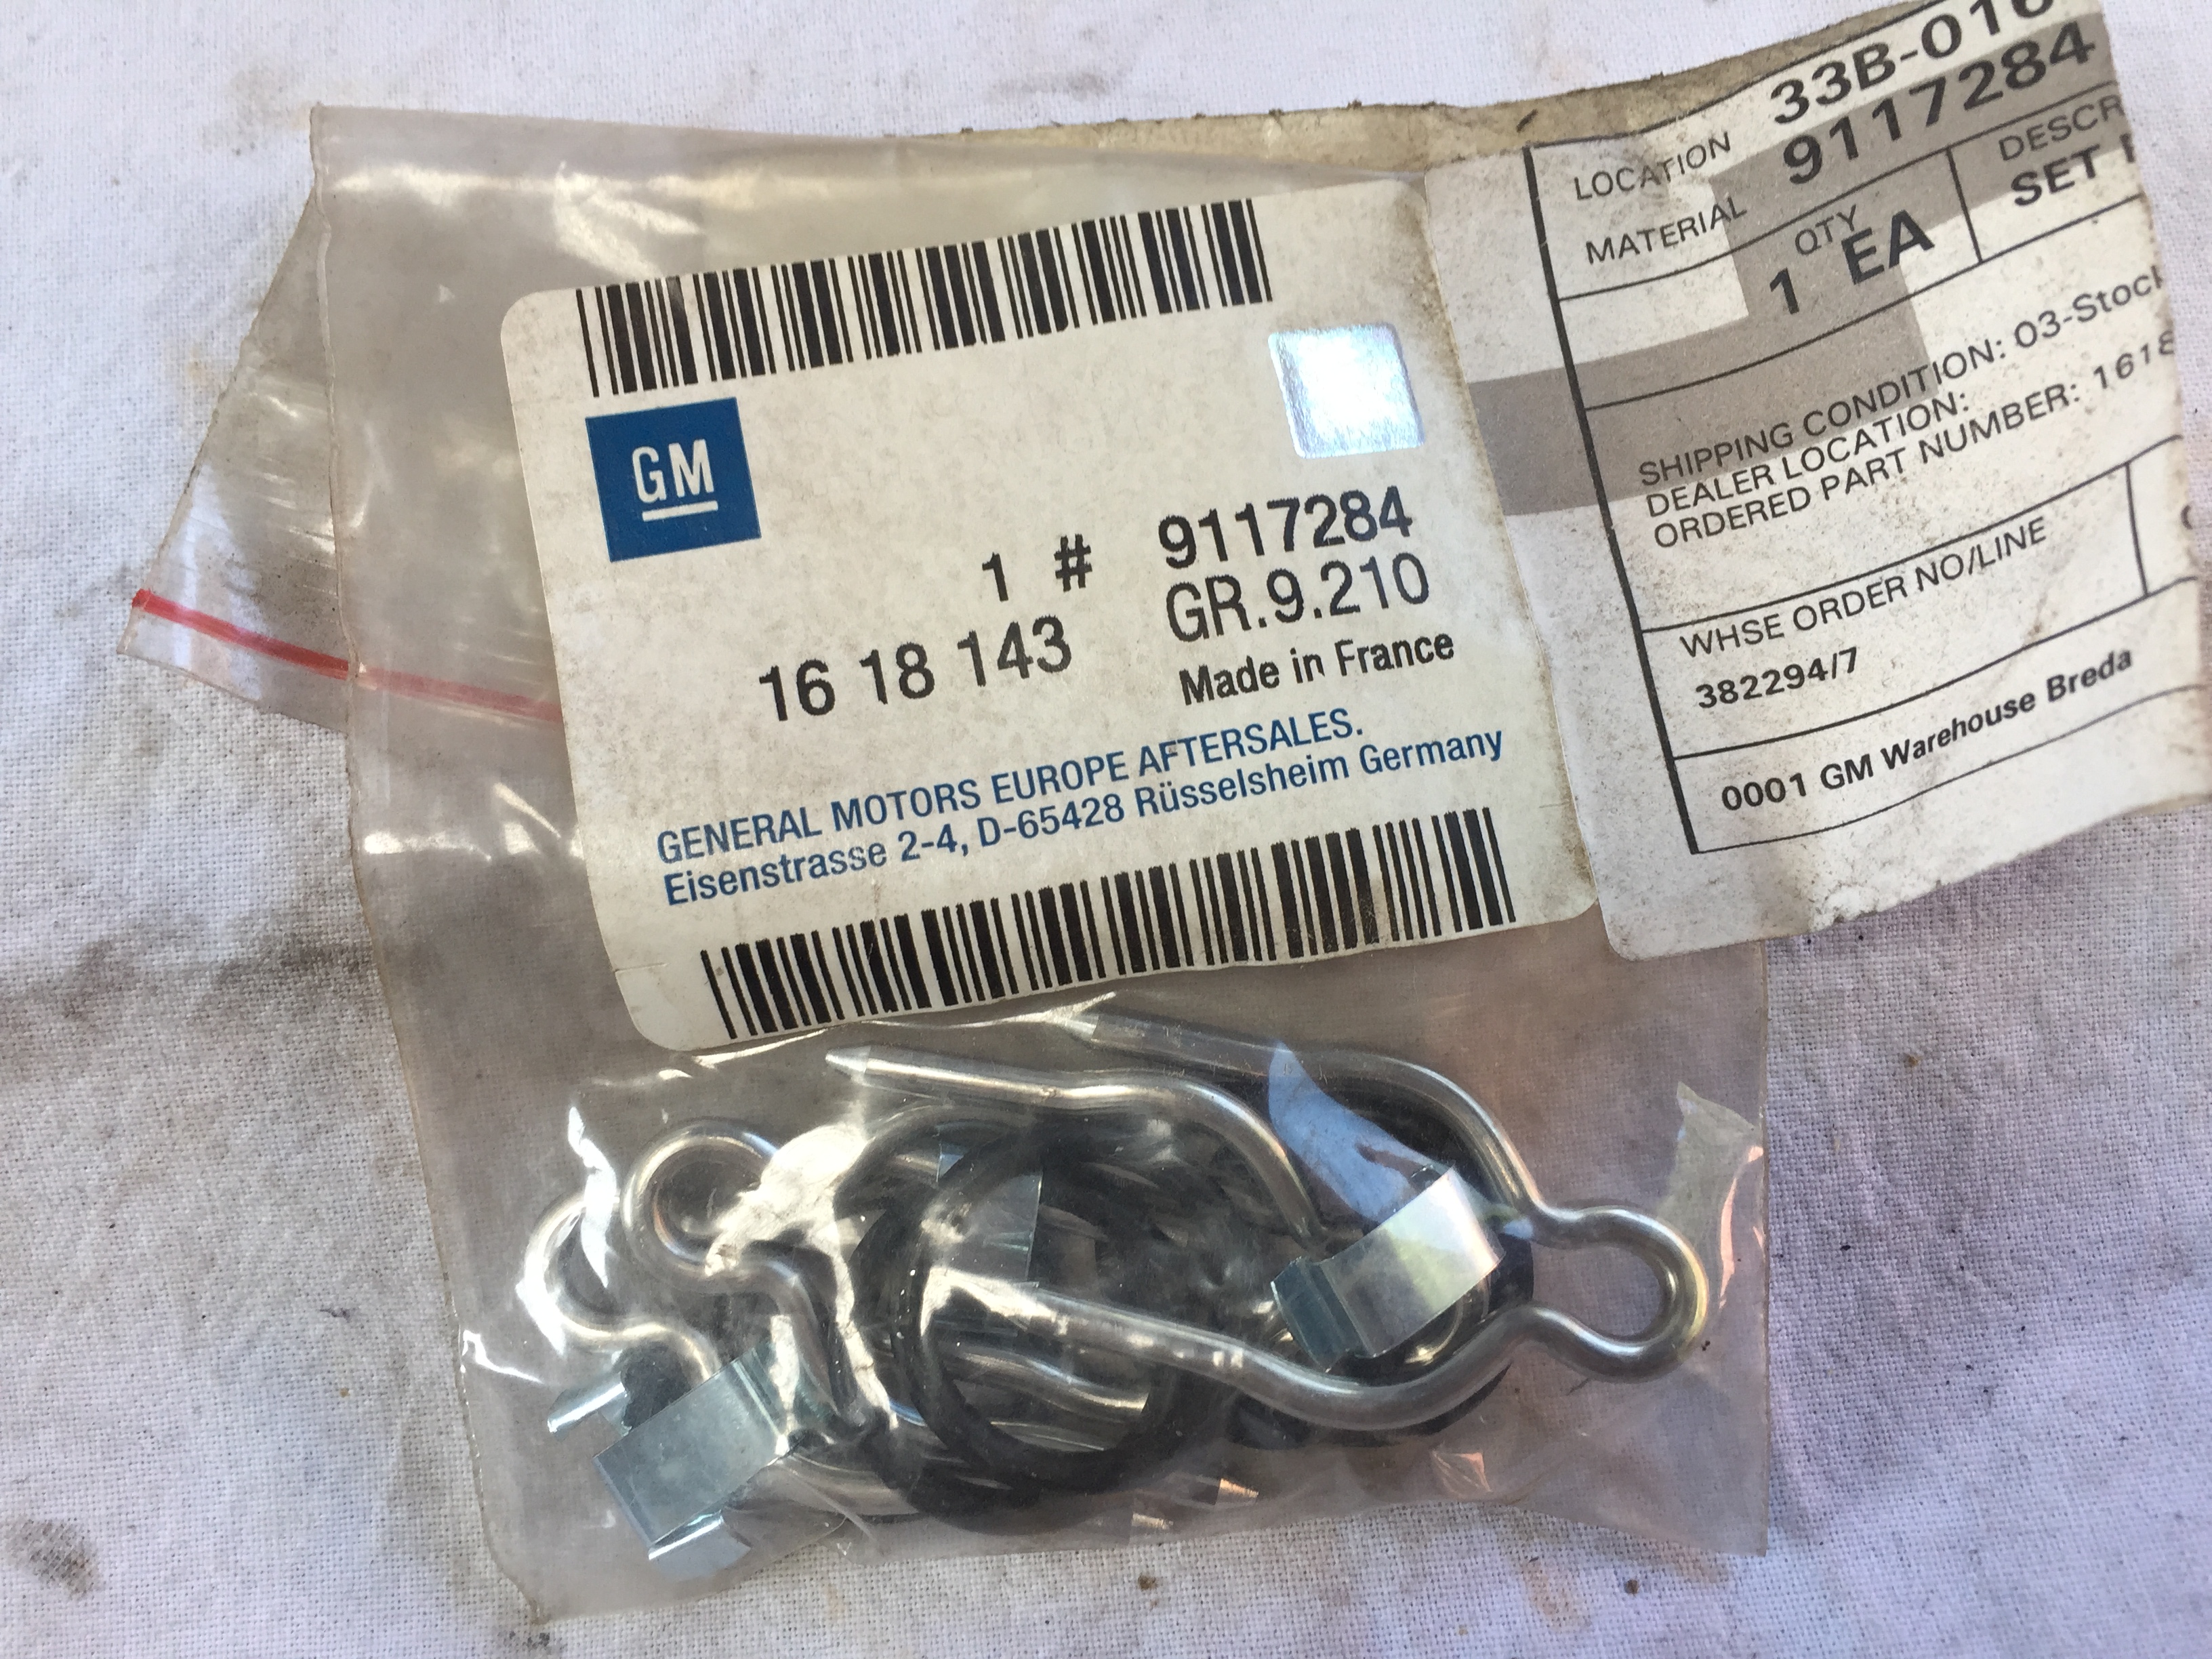 GM
1 # 9117284
16 18 143 GR.9.210
Made in France
GENERAL MOTORS EUROPE AFTERSALES.
Eisenstrasse 2-4, D-65428 Rüsselsheim Germany
LOCATION 33B-016
MATERIAL 9117284
QTY DESCR
1 EA SET
SHIPPING CONDITION: 03-Stock
DEALER LOCATION:
ORDERED PART NUMBER: 1618
WHSE ORDER NO/LINE
382294/7
0001 GM Warehouse Breda